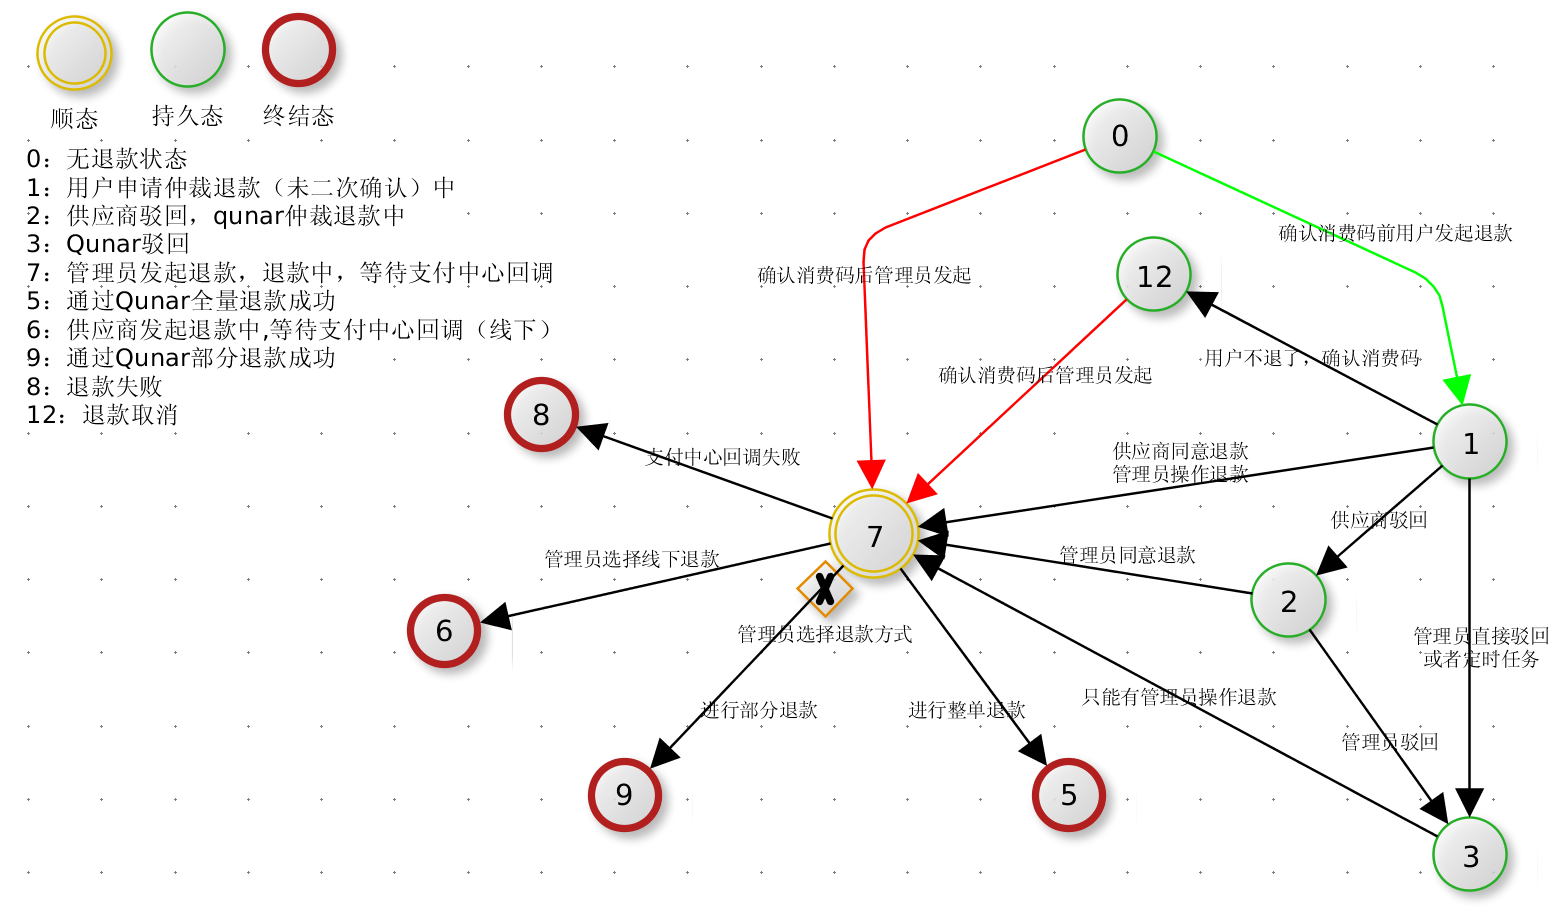 顺态
持久态
终结态
0：无退款状态
1：用户申请仲裁退款（未二次确认）中
2：供应商驳回，qunar仲裁退款中
3：Qunar驳回
7：管理员发起退款，退款中，等待支付中心回调
5：通过Qunar全量退款成功
6：供应商发起退款中,等待支付中心回调（线下）
9：通过Qunar部分退款成功
8：退款失败
12：退款取消
0
确认消费码前用户发起退款
确认消费码后管理员发起
12
用户不退了，确认消费码
确认消费码后管理员发起
8
1
支付中心回调失败
供应商同意退款
管理员操作退款
供应商驳回
7
管理员选择线下退款
管理员同意退款
2
6
管理员选择退款方式
管理员直接驳回
或者定时任务
进行部分退款
进行整单退款
只能有管理员操作退款
管理员驳回
9
5
3